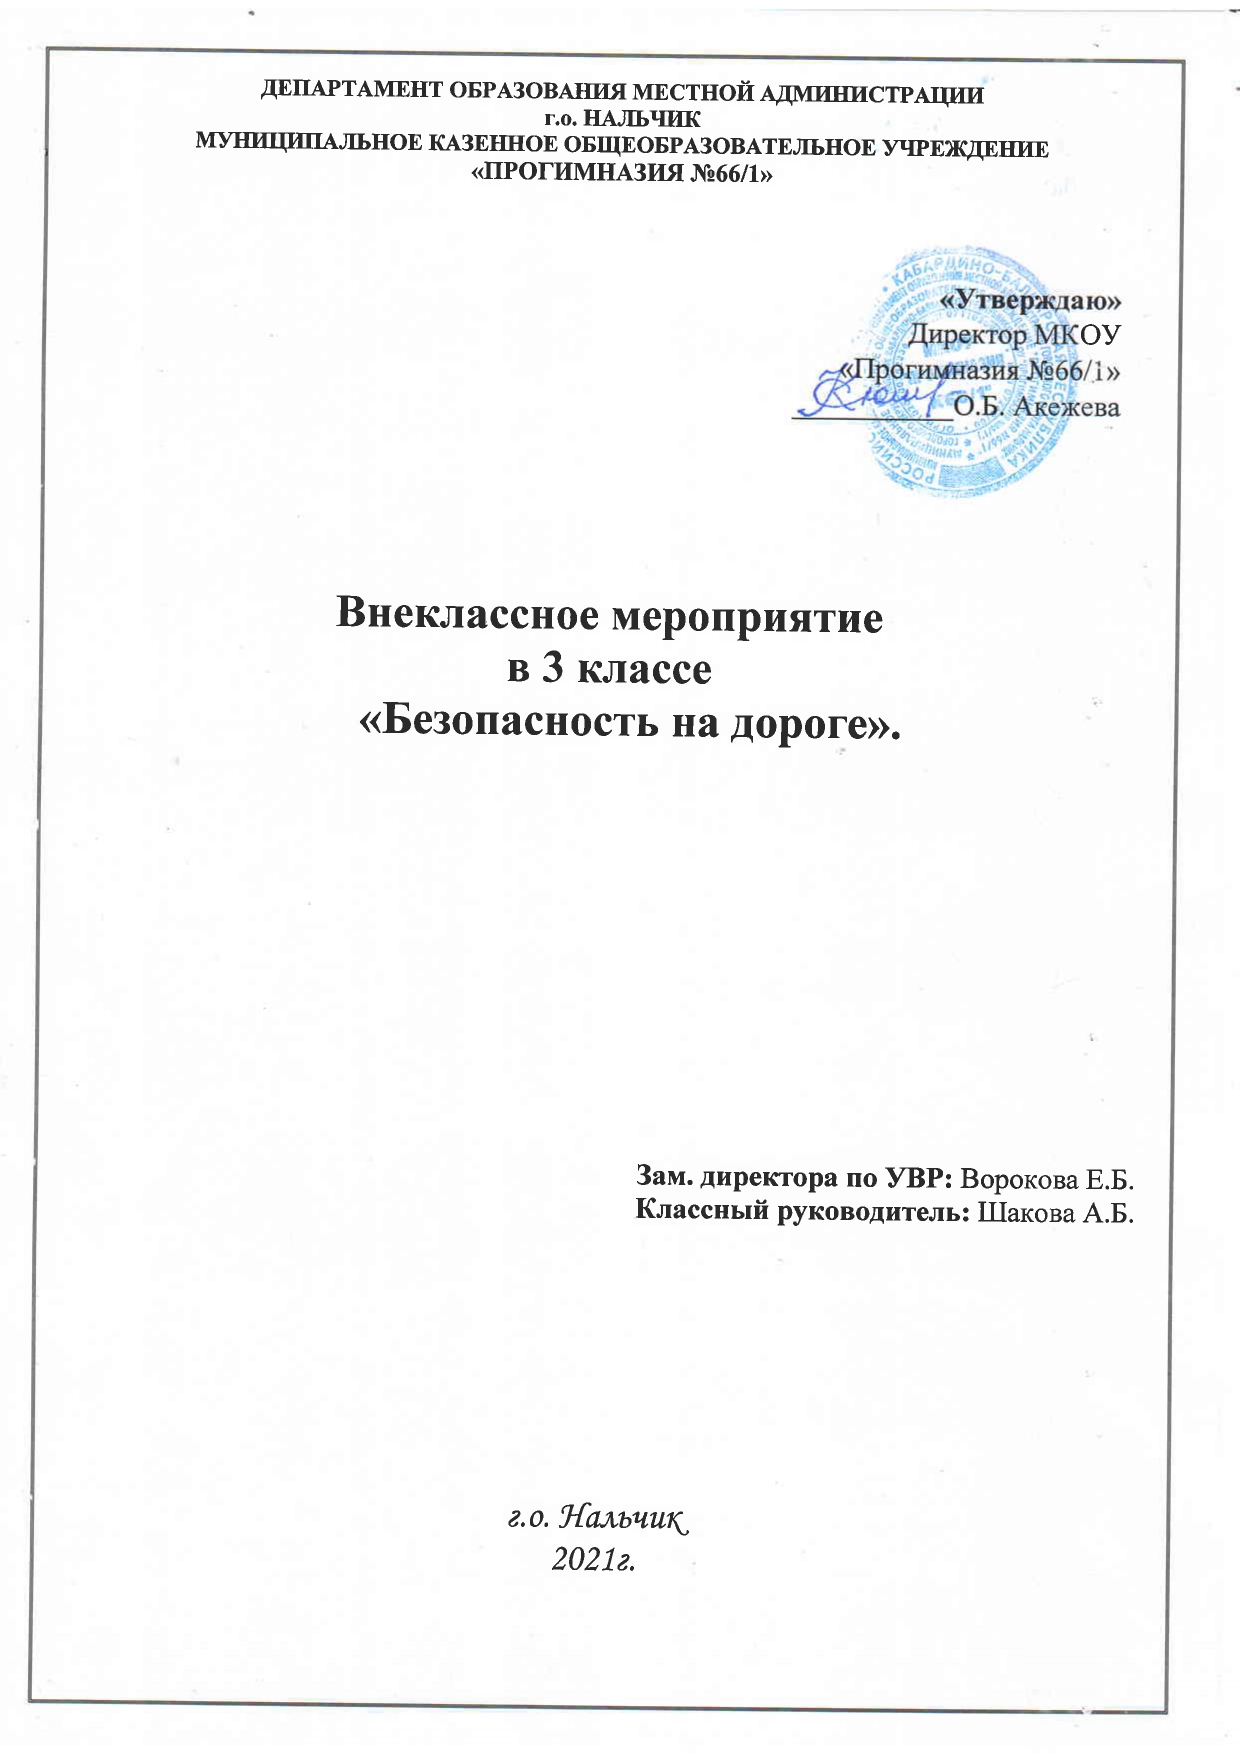 ДЕПАРТАМЕНТ ОБРАЗОВАНИЯ МЕСТНОЙ АДМИНИСТРАЦИИ
г.о. НАЛЬЧИК
МУНИЦИПАЛЬНОЕ КАЗЕННОЕ ОБЩЕОБРАЗОВАТЕЛЬНОЕ УЧРЕЖДЕНИЕ
«ПРОГИМНАЗИЯ №66/1»
«Утверждаю»
Директор МКОУ
«Прогимназия №66/1»
О.Б. Акежева
Внеклассное мероприятие
в 3 классе
«Безопасность на дороге».
Зам. директора по УВР: Ворокова Е.Б.
Классный руководитель: Шакова А.Б.
г.о. Нальчик
2021г.